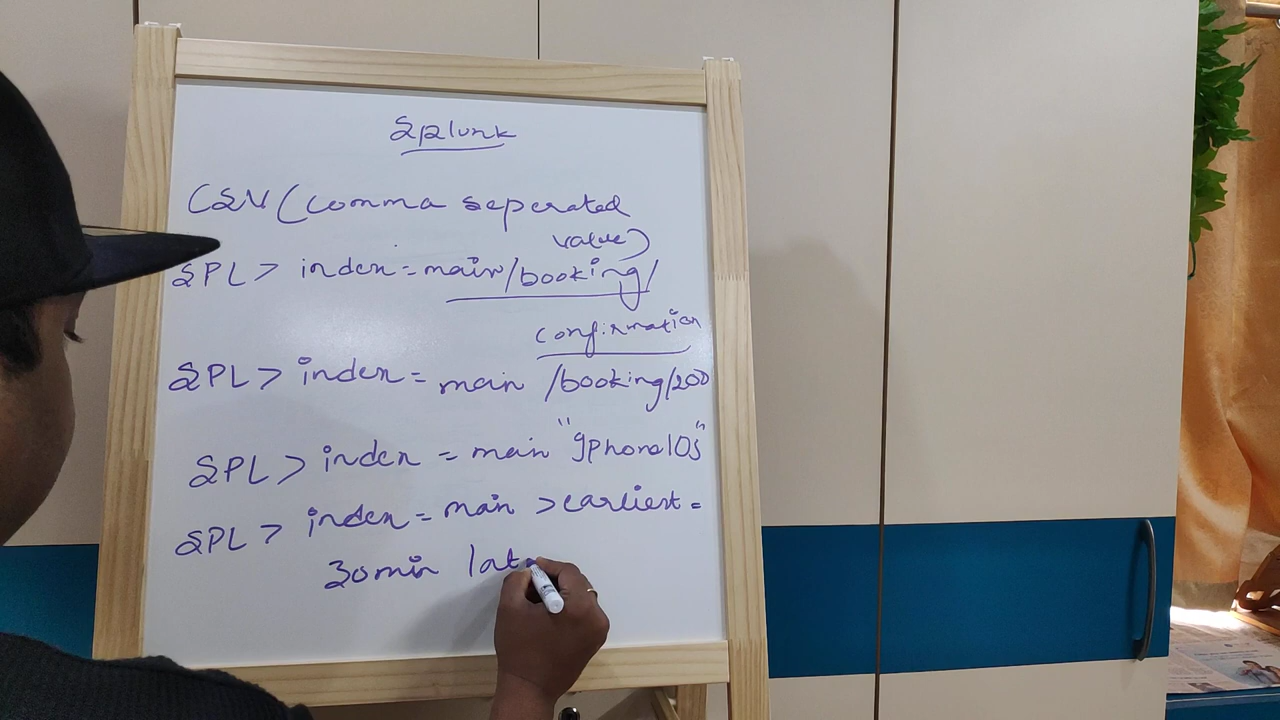 Splunk
CSV (comma seperated
value)
SPL > index = main/booking/
confirmation
SPL > index = main /booking/200
SPL > index = main "IphoneIOS"
SPL > index = main > earliest =
30min late